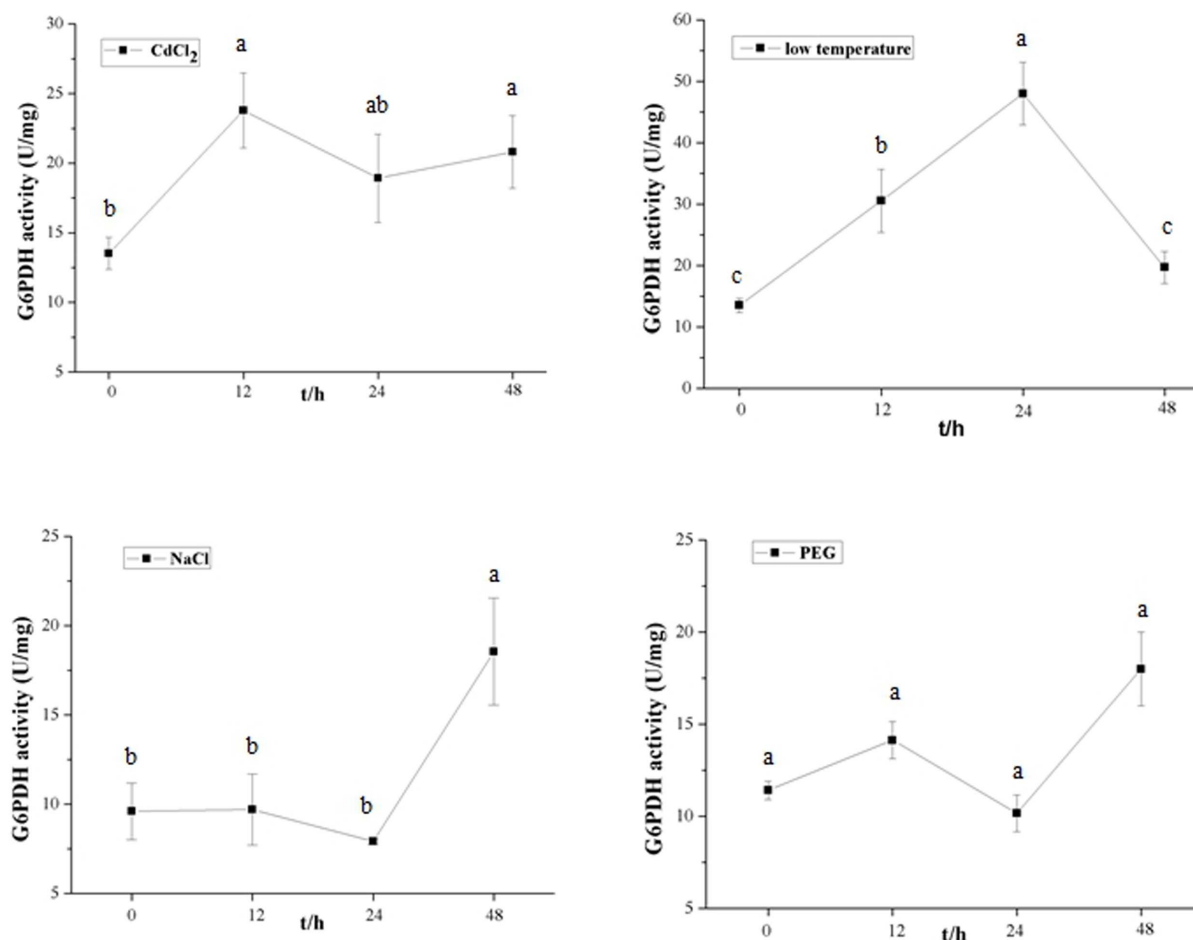 30
25
20
15
10
5
G6PDH activity (U/mg)
CdCl2
b
a
ab
a
0
12
24
48
t/h
60
50
40
30
20
10
0
G6PDH activity (U/mg)
low temperature
c
b
a
c
0
12
24
48
t/h
25
20
15
10
5
G6PDH activity (U/mg)
NaCl
b
b
b
a
0
12
24
48
t/h
25
20
15
10
5
G6PDH activity (U/mg)
PEG
a
a
a
a
0
12
24
48
t/h